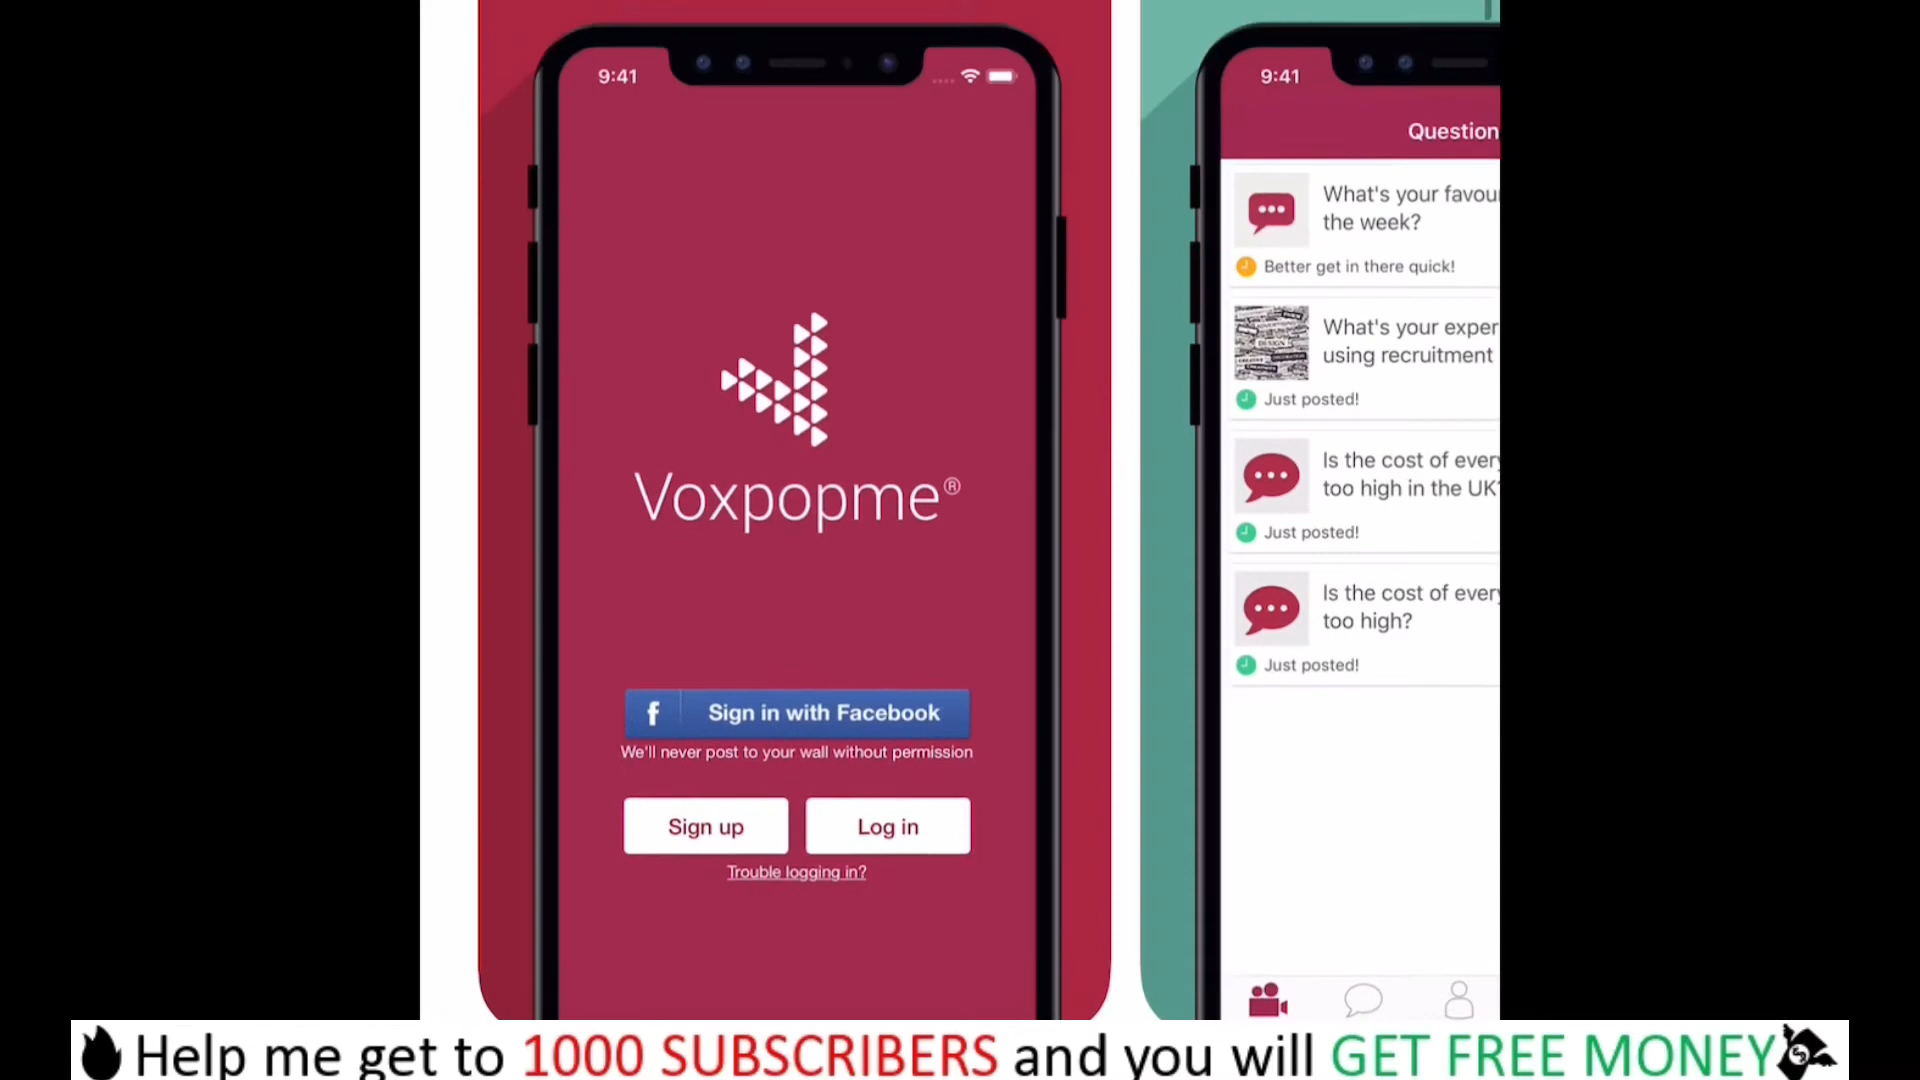 9:41
Voxpopme®
f Sign in with Facebook
We'll never post to your wall without permission
Sign up
Log in
Trouble logging in?
9:41
Question
What's your favou
the week?
Better get in there quick!
What's your exper
using recruitment
DESIGN
Just posted!
Is the cost of every
too high in the UK?
Just posted!
Is the cost of every
too high?
Just posted!
Help me get to 1000 SUBSCRIBERS and you will GET FREE MONEY